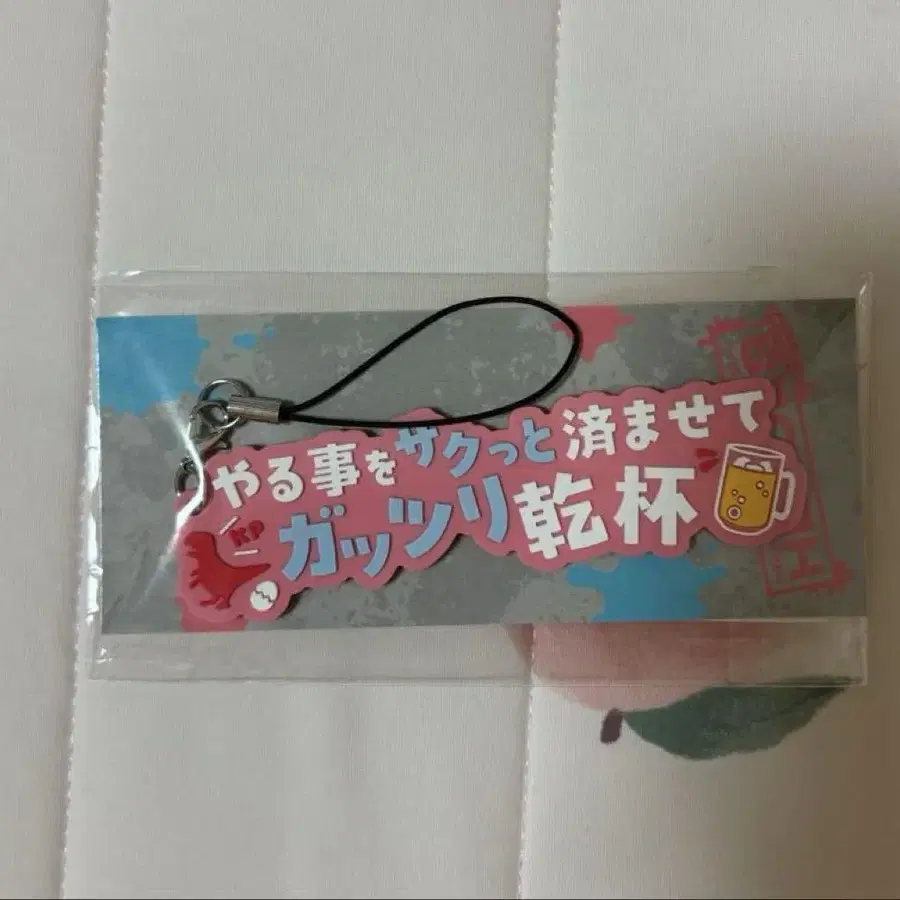 やる事をサクっと済ませて
ガッツリ乾杯
KP